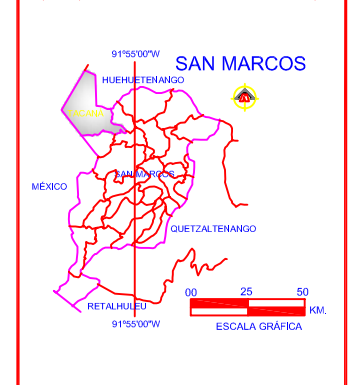 91°55'00"W
SAN MARCOS
HUEHUETENANGO
TACANÁ
SAN MARCOS
MÉXICO
QUETZALTENANGO
00 25 50
KM.
RETALHULEU
91°55'00"W
ESCALA GRÁFICA